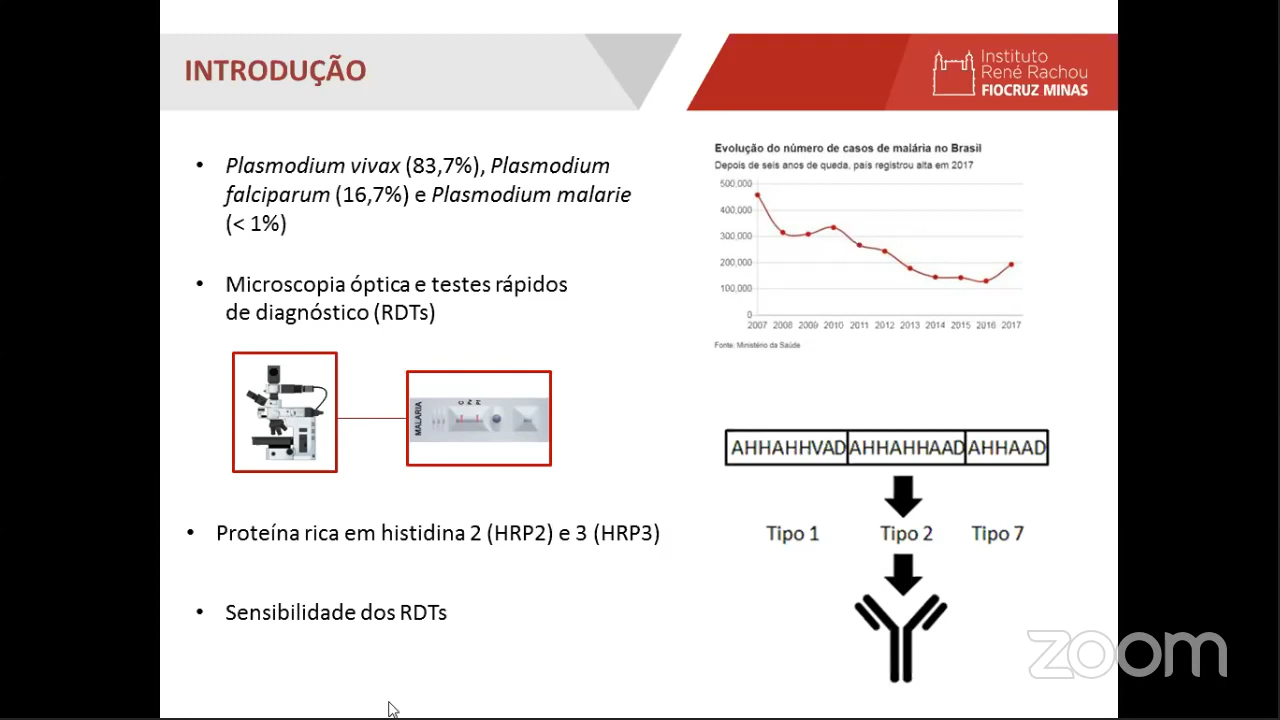 INTRODUÇÃO
Instituto
René Rachou
FIOCRUZ MINAS
• Plasmodium vivax (83,7%), Plasmodium
falciparum (16,7%) e Plasmodium malarie
(< 1%)
• Microscopia óptica e testes rápidos
de diagnóstico (RDTs)
MALARIA
C
Pv
Pf
• Proteína rica em histidina 2 (HRP2) e 3 (HRP3)
• Sensibilidade dos RDTs
Evolução do número de casos de malária no Brasil
Depois de seis anos de queda, país registrou alta em 2017
500,000
400,000
300,000
200,000
100,000
0
2007 2008 2009 2010 2011 2012 2013 2014 2015 2016 2017
Fonte: Ministério da Saúde
AHHAHHVAD AHHAHHAAD AHHAAD
Tipo 1 Tipo 2 Tipo 7
zoom